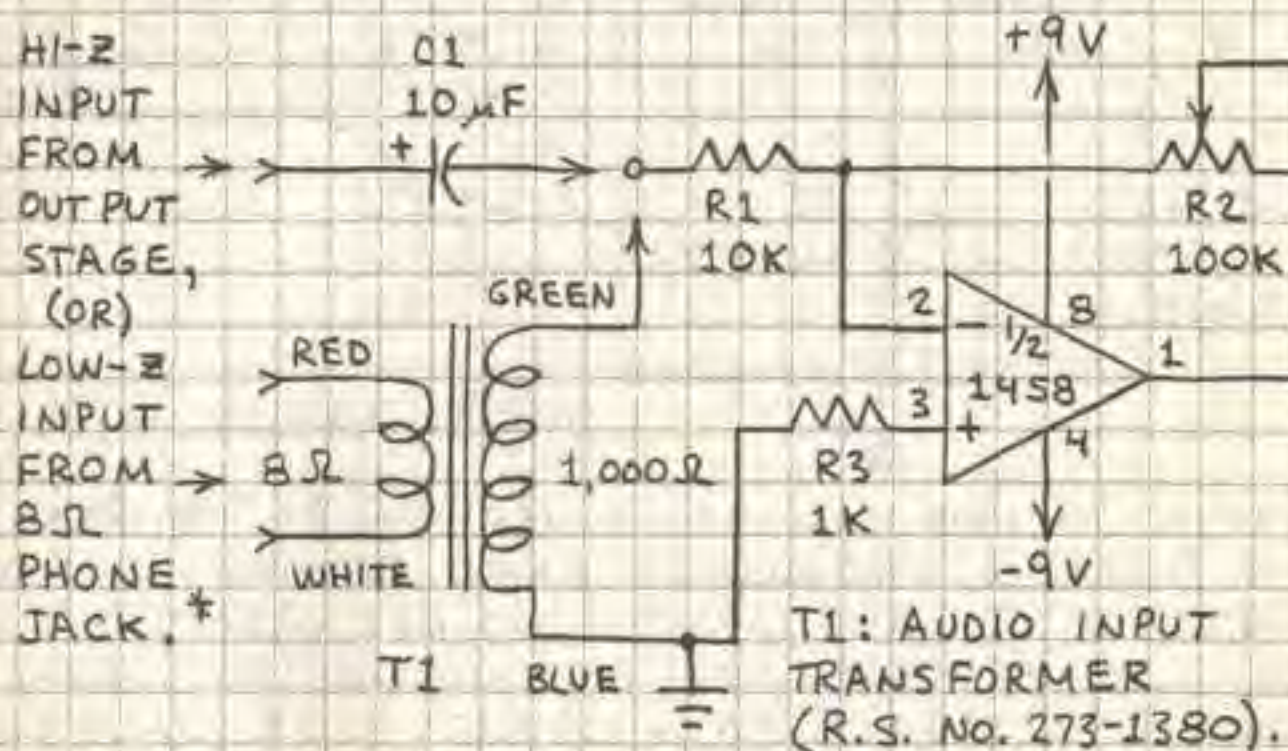 HI-Z
INPUT
FROM
OUTPUT
STAGE,
(OR)
LOW-Z
INPUT
FROM
8Ω
PHONE
JACK.*
C1
10µF
+
R1
10K
+9V
R2
100K
GREEN
RED
8Ω
WHITE
T1
1,000Ω
BLUE
2
−
1/2
8
1458
1
3
+
4
R3
1K
-9V
T1: AUDIO INPUT
TRANSFORMER
(R.S. NO. 273-1380).